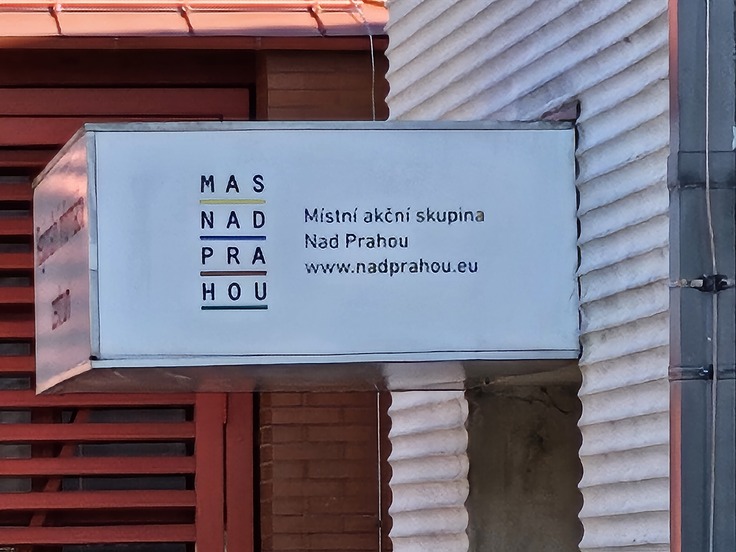 MAS
NAD
PRA
HOU
Místní akční skupina
Nad Prahou
www.nadprahou.eu